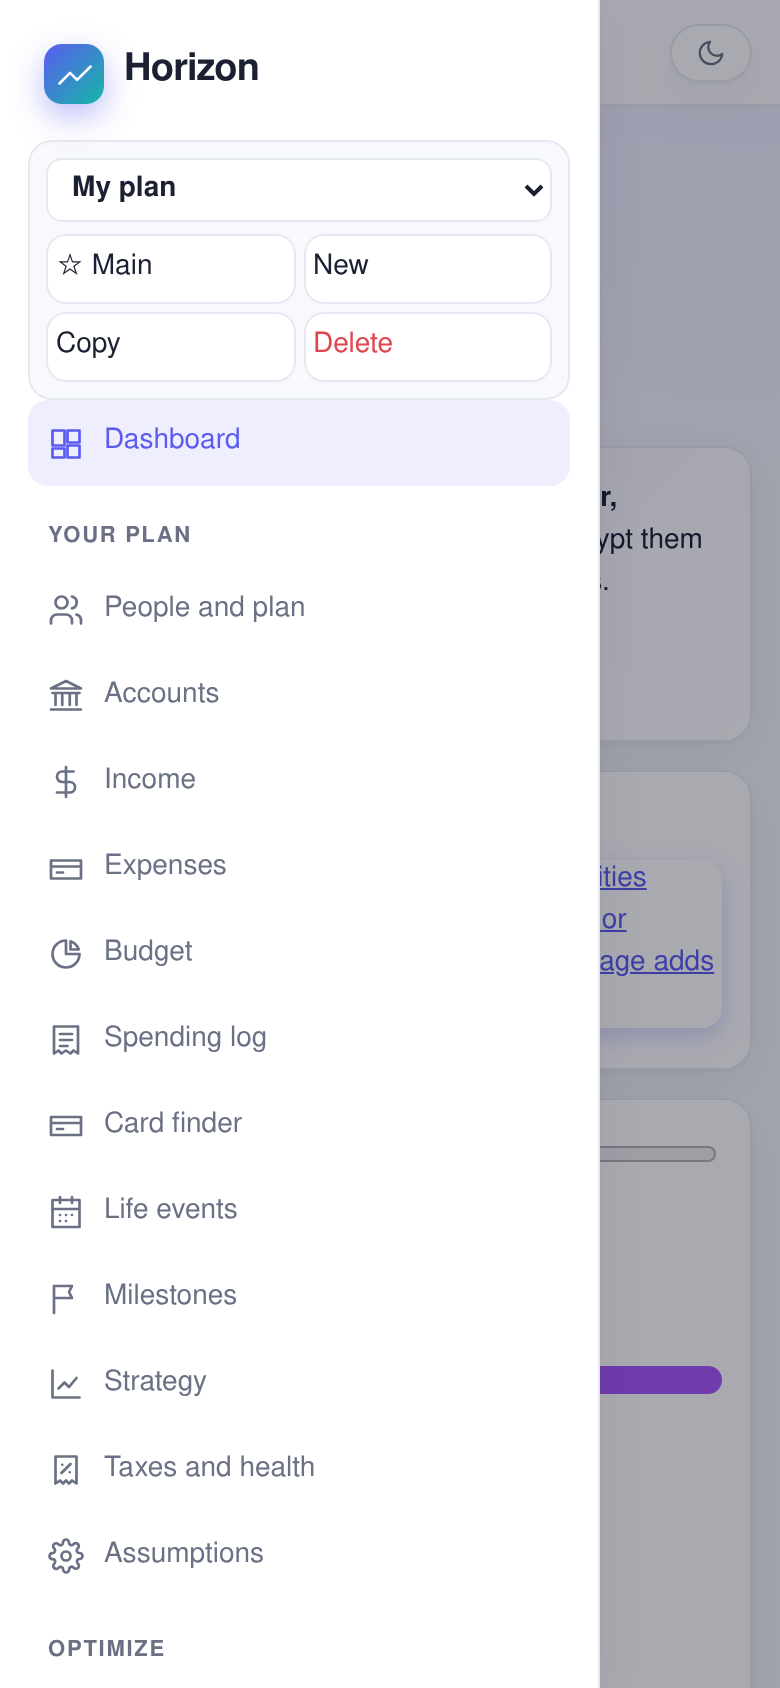 Horizon
My plan
☆ Main
New
Copy
Delete
Dashboard
YOUR PLAN
People and plan
Accounts
Income
Expenses
Budget
Spending log
Card finder
Life events
Milestones
Strategy
Taxes and health
Assumptions
OPTIMIZE
r,
ypt them
s.
ities
or
age adds